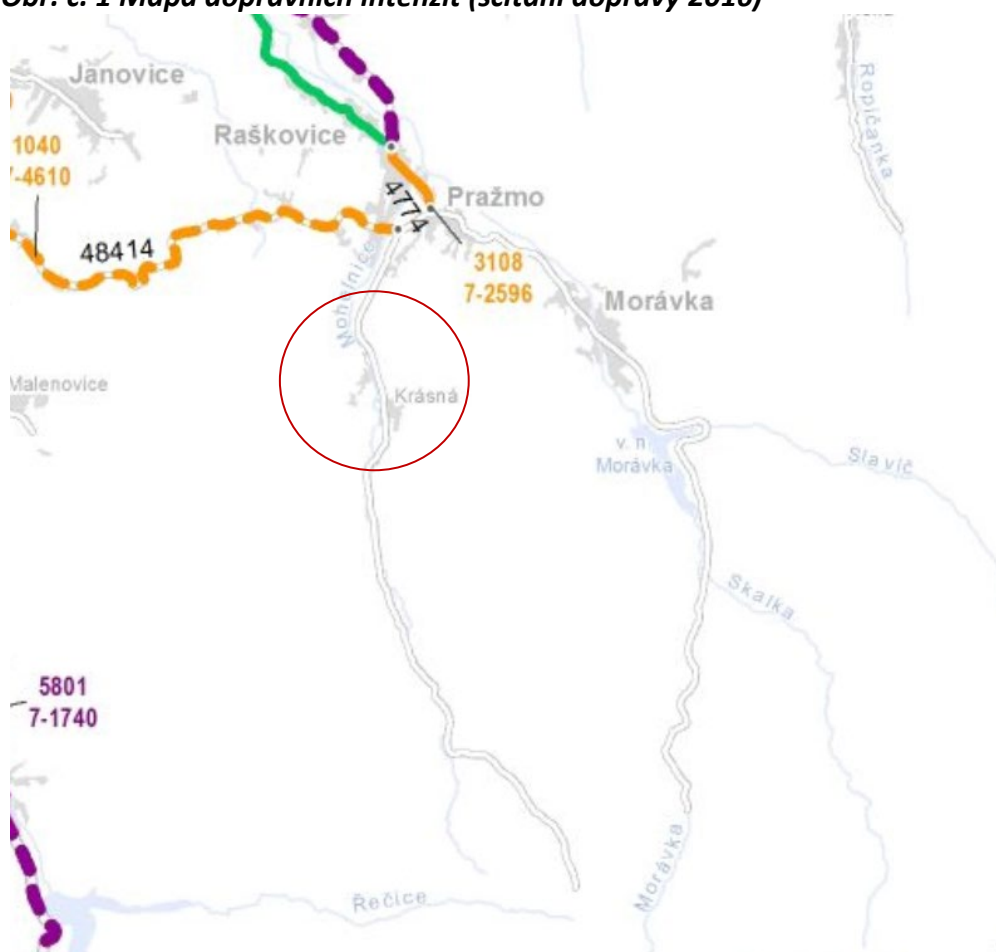 Obr. č. 1 Mapa dopravních intenzit (sčítání dopravy 2016)
Janovice
Raškovice
Ropičanka
1040
7-4610
4774
Pražmo
48414
3108
7-2596
Mohelnice
Morávka
Malenovice
Krásná
v. n.
Morávka
Slavíč
Skalka
5801
7-1740
Řečice
Morávka